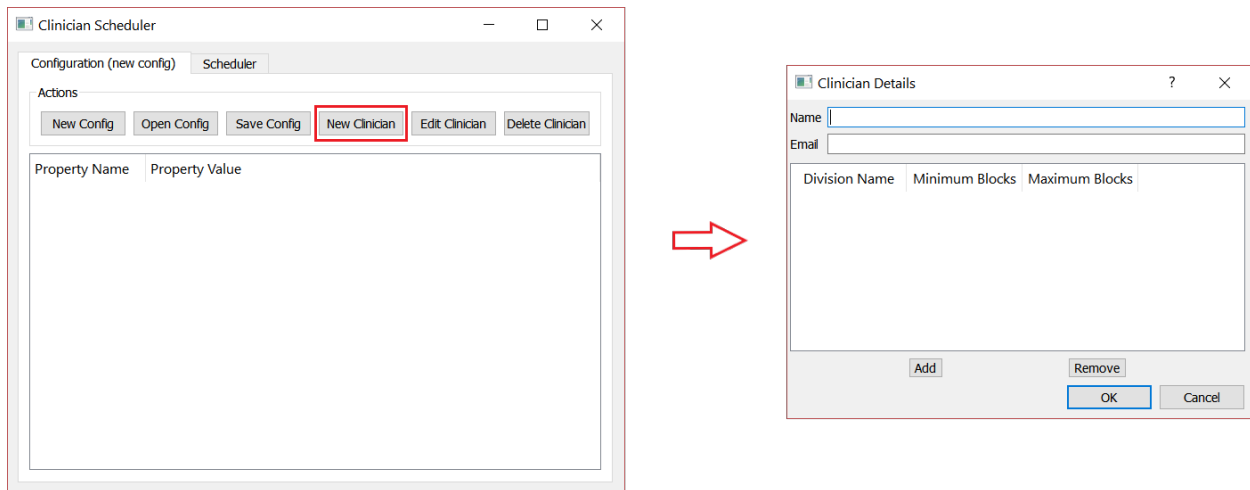 Clinician Scheduler
Configuration (new config) Scheduler
Actions
New Config Open Config Save Config New Clinician Edit Clinician Delete Clinician
Property Name Property Value
Clinician Details ?
Name
Email
Division Name Minimum Blocks Maximum Blocks
Add Remove
OK Cancel